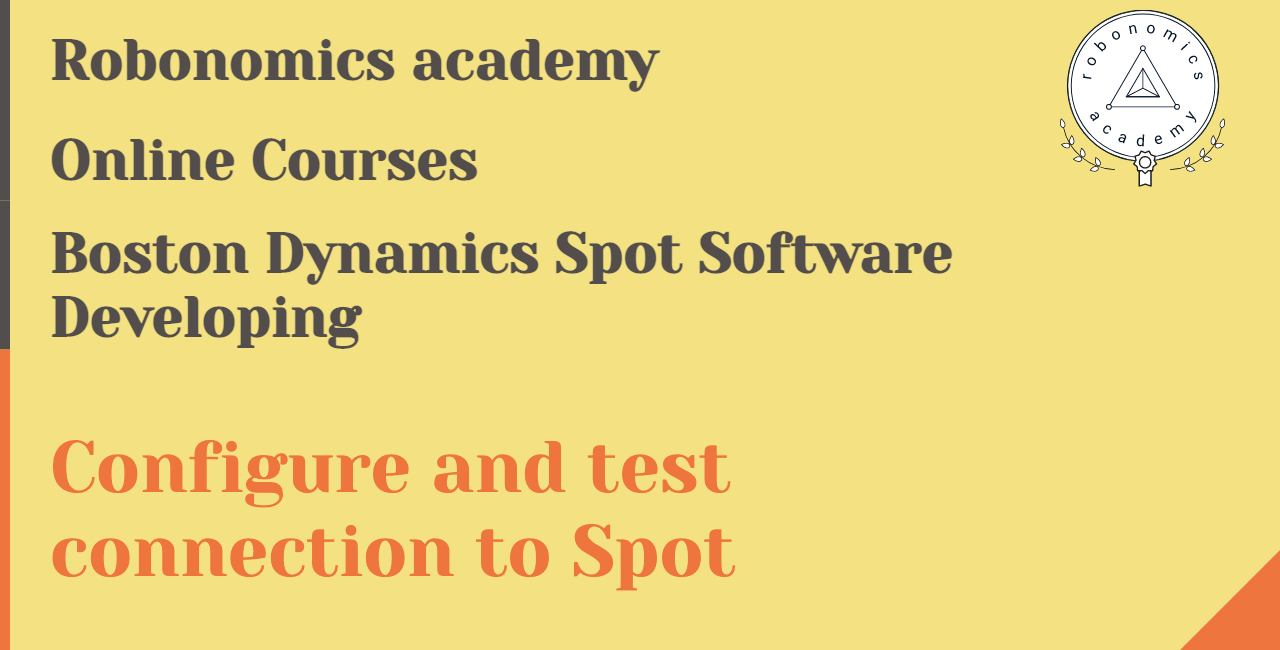 Robonomics academy
robonomics
academy
Online Courses
Boston Dynamics Spot Software
Developing
Configure and test
connection to Spot